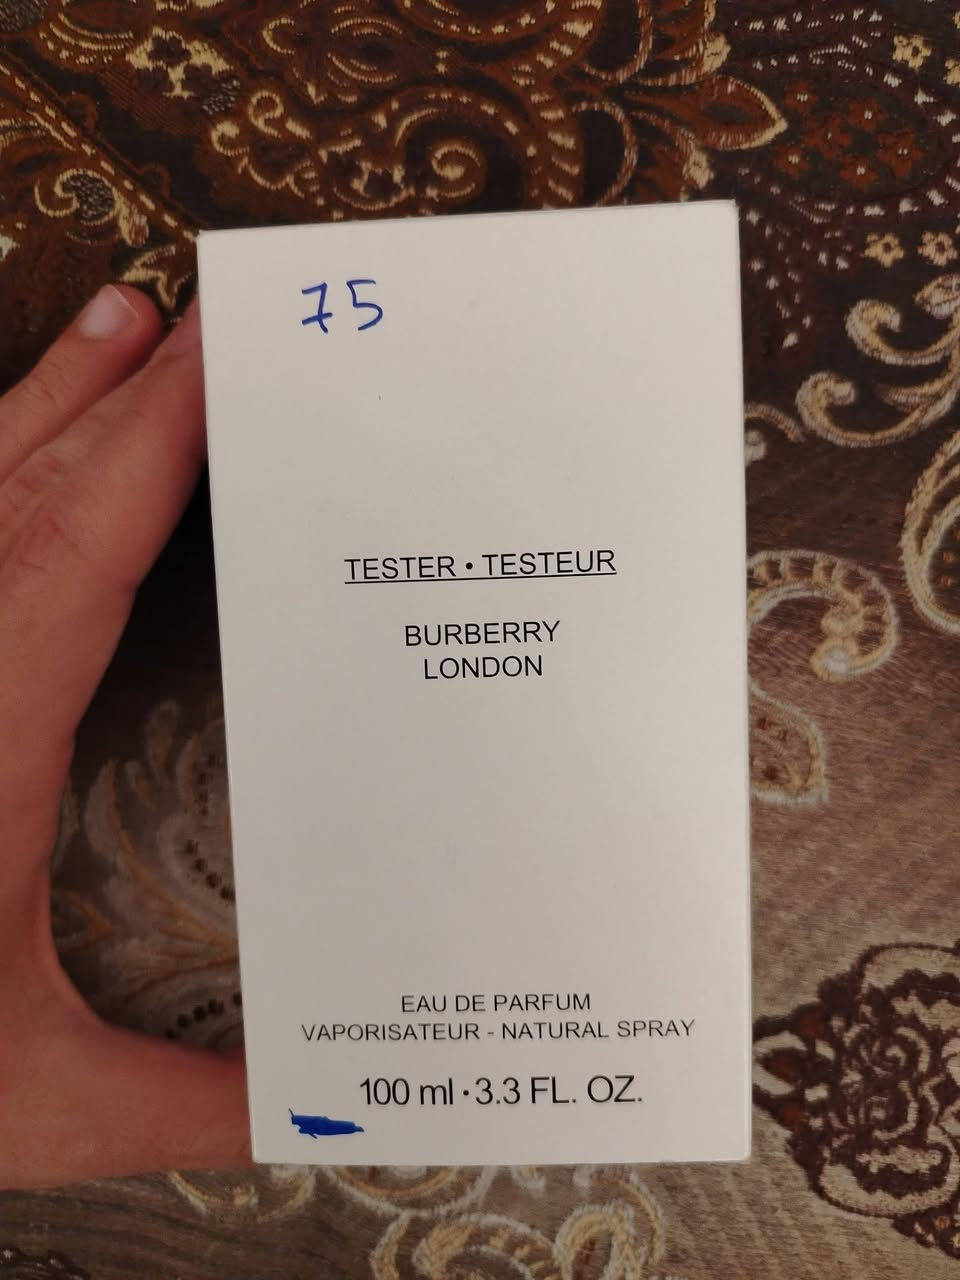 75
TESTER • TESTEUR
BURBERRY
LONDON
EAU DE PARFUM
VAPORISATEUR - NATURAL SPRAY
100 ml • 3.3 FL. OZ.